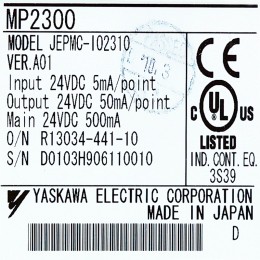 MP2300
MODEL JEPMC-IO2310
VER.A01
Input 24VDC 5mA/point
Output 24VDC 50mA/point
Main 24VDC 500mA
O/N R13034-441-10
S/N D0103H906110010
C UL US
LISTED
IND. CONT. EQ.
3S39
YASKAWA ELECTRIC CORPORATION
MADE IN JAPAN
D